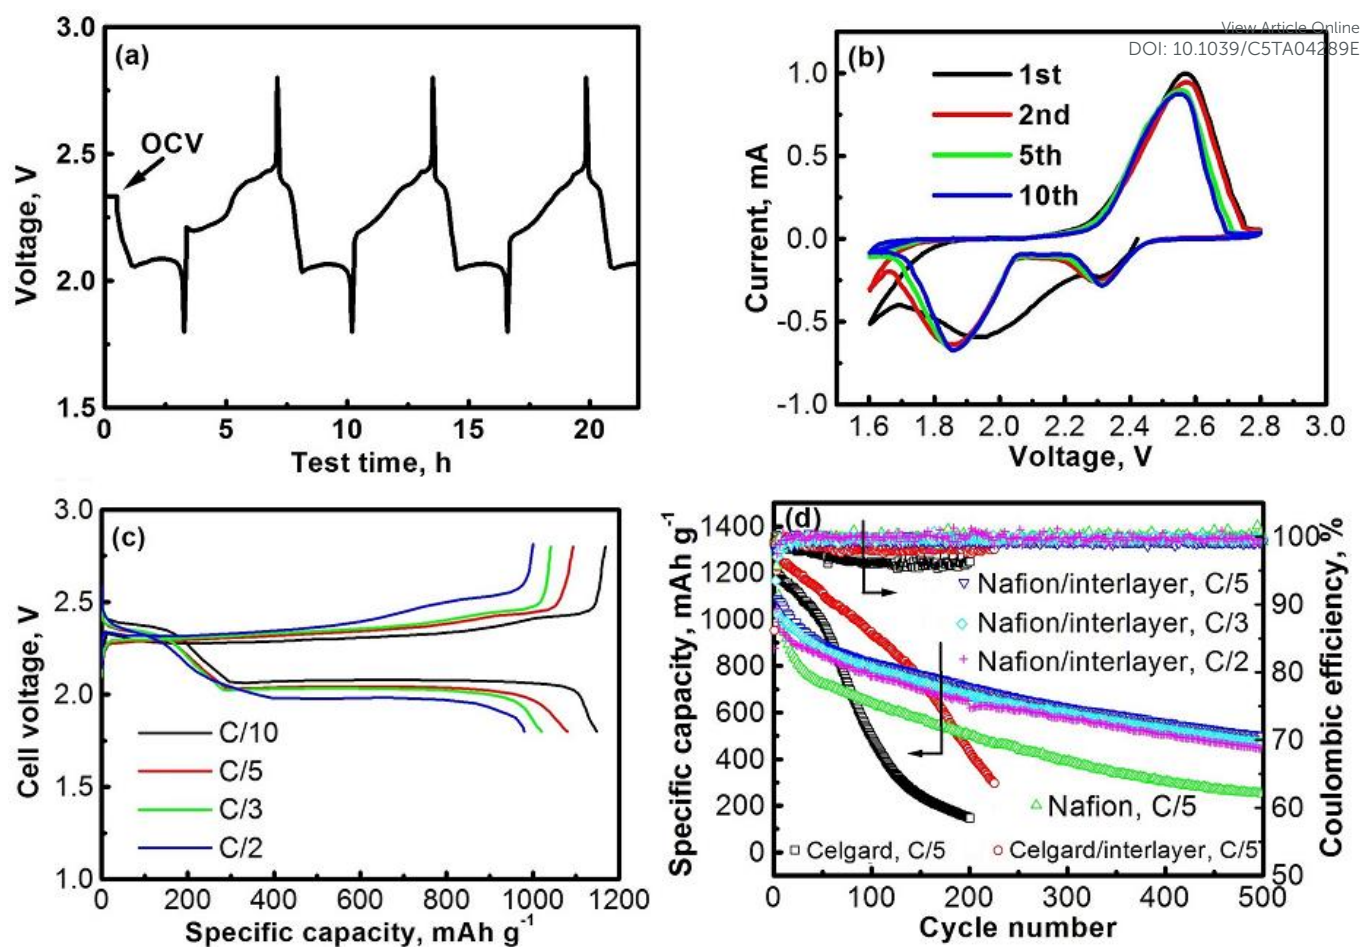 View Article Online
DOI: 10.1039/C5TA04289E
(a)
3.0
2.5
2.0
1.5
Voltage, V
OCV
0
5
10
15
20
Test time, h
(b)
1.0
0.5
0.0
-0.5
-1.0
Current, mA
1st
2nd
5th
10th
1.6
1.8
2.0
2.2
2.4
2.6
2.8
3.0
Voltage, V
(c)
3.0
2.5
2.0
1.5
1.0
Cell voltage, V
C/10
C/5
C/3
C/2
0
200
400
600
800
1000
1200
Specific capacity, mAh g-1
(d)
1400
1200
1000
800
600
400
200
0
Specific capacity, mAh g-1
Nafion/interlayer, C/5
Nafion/interlayer, C/3
Nafion/interlayer, C/2
Nafion, C/5
Celgard, C/5
Celgard/interlayer, C/5
100
90
80
70
60
50
Coulombic efficiency, %
0
100
200
300
400
500
Cycle number